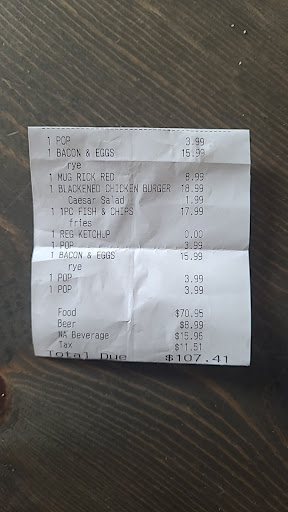 1 POP 3.99
1 BACON & EGGS 15.99
rye
1 MUG RICK RED 8.99
1 BLACKENED CHICKEN BURGER 18.99
Caesar Salad 1.99
1 1PC FISH & CHIPS 17.99
fries
1 RES KETCHUP 0.00
1 POP 3.99
1 BACON & EGGS 15.99
rye
1 POP 3.99
1 POP 3.99
Food $70.95
Beer $8.99
NA Beverage $15.96
Tax $11.51
Total Due $107.41